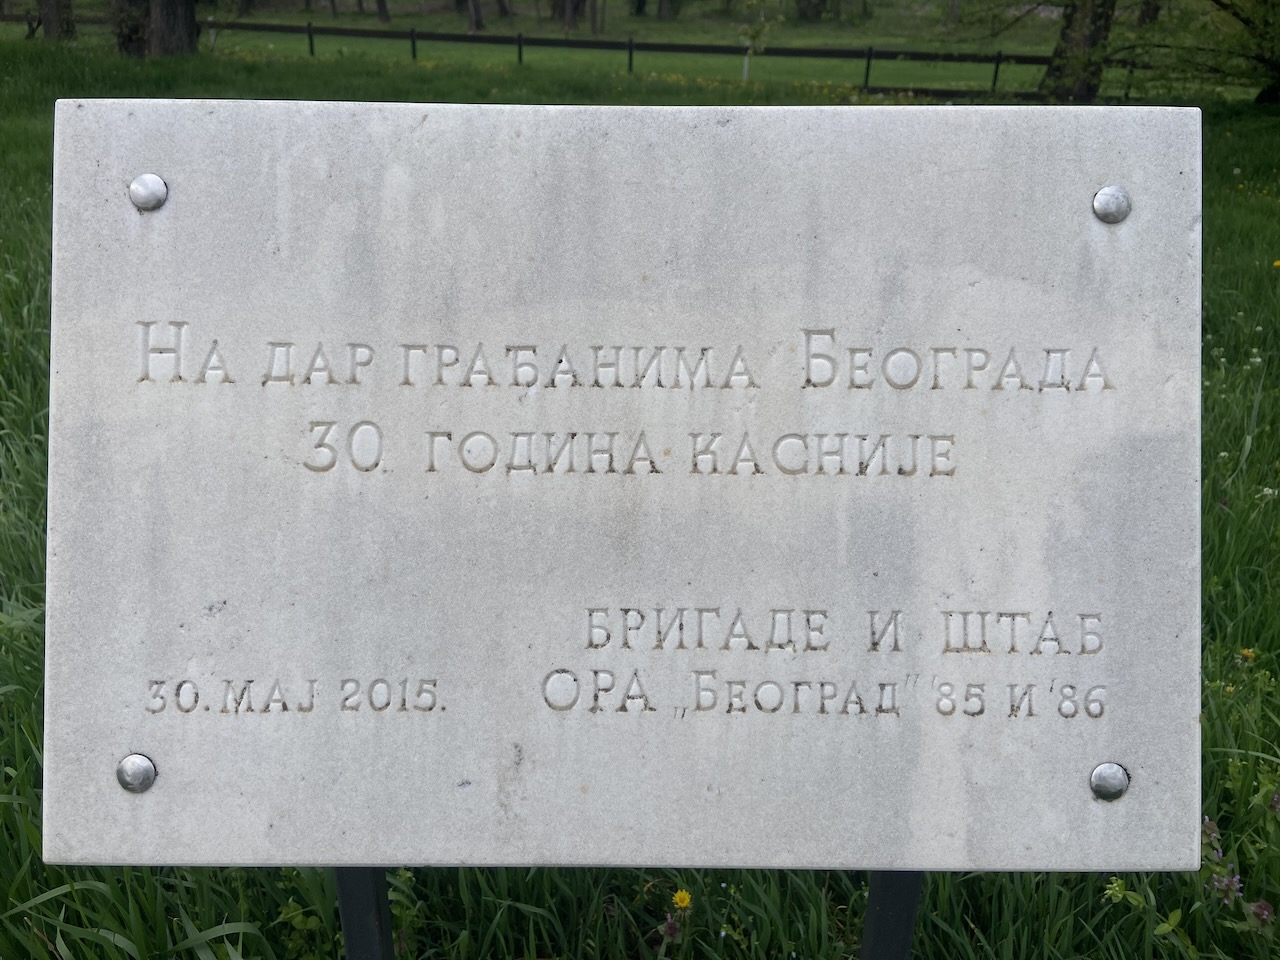 На дар грађанима Београда
30 година касније
бригаде и штаб
30. мај 2015. ОРА „Београд" '85 и '86